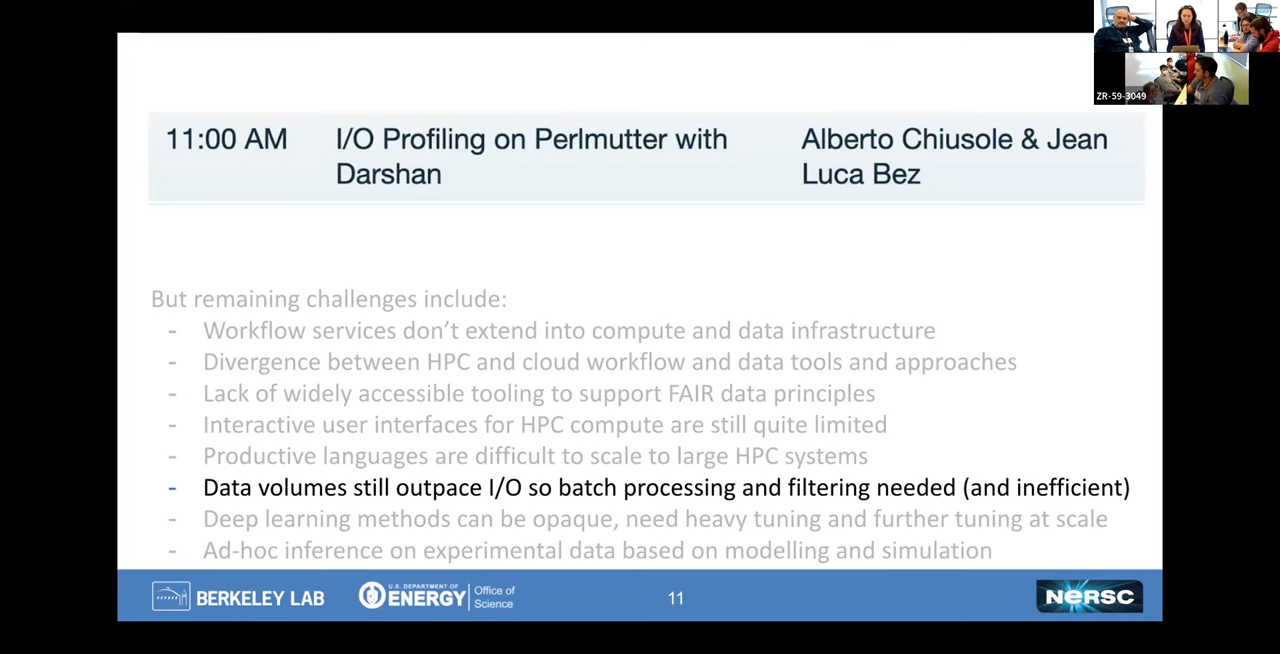 ZR-59-3049
11:00 AM I/O Profiling on Perlmutter with Alberto Chiusole & Jean
Darshan Luca Bez
But remaining challenges include:
- Workflow services don’t extend into compute and data infrastructure
- Divergence between HPC and cloud workflow and data tools and approaches
- Lack of widely accessible tooling to support FAIR data principles
- Interactive user interfaces for HPC compute are still quite limited
- Productive languages are difficult to scale to large HPC systems
- Data volumes still outpace I/O so batch processing and filtering needed (and inefficient)
- Deep learning methods can be opaque, need heavy tuning and further tuning at scale
- Ad-hoc inference on experimental data based on modelling and simulation
BERKELEY LAB
U.S. DEPARTMENT OF
ENERGY
Office of
Science
11
NERSC